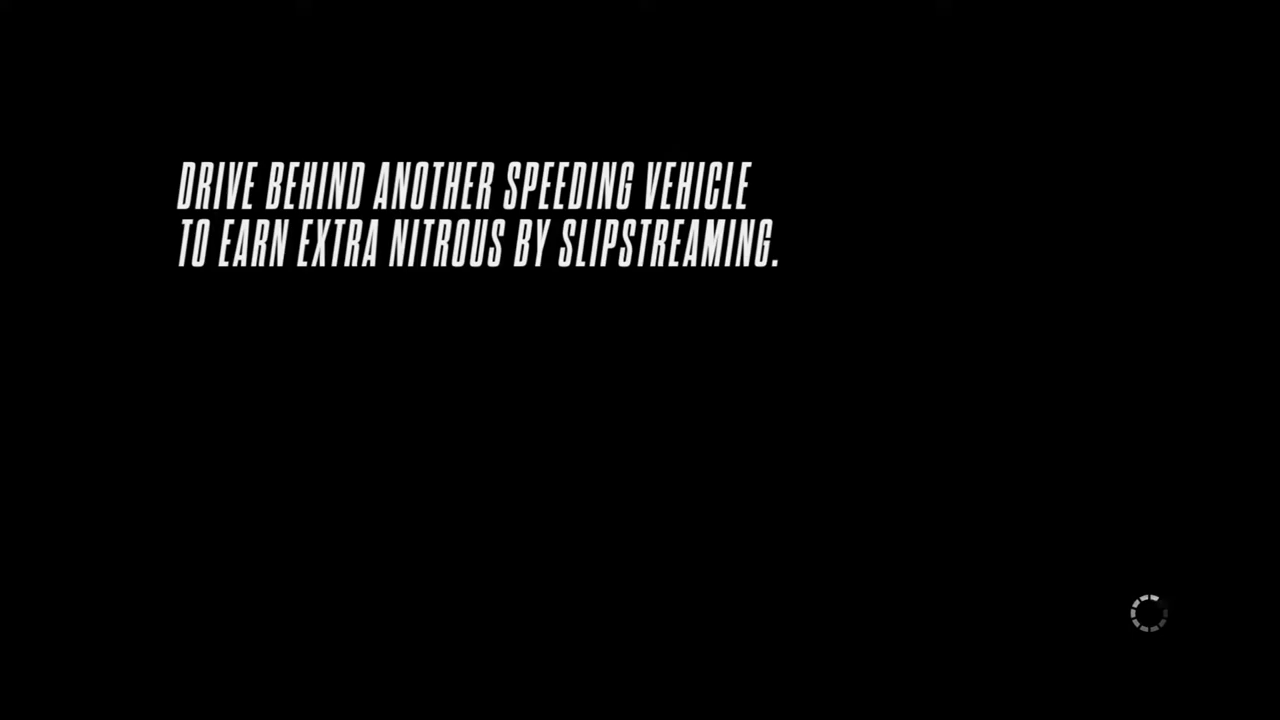 DRIVE BEHIND ANOTHER SPEEDING VEHICLE
TO EARN EXTRA NITROUS BY SLIPSTREAMING.